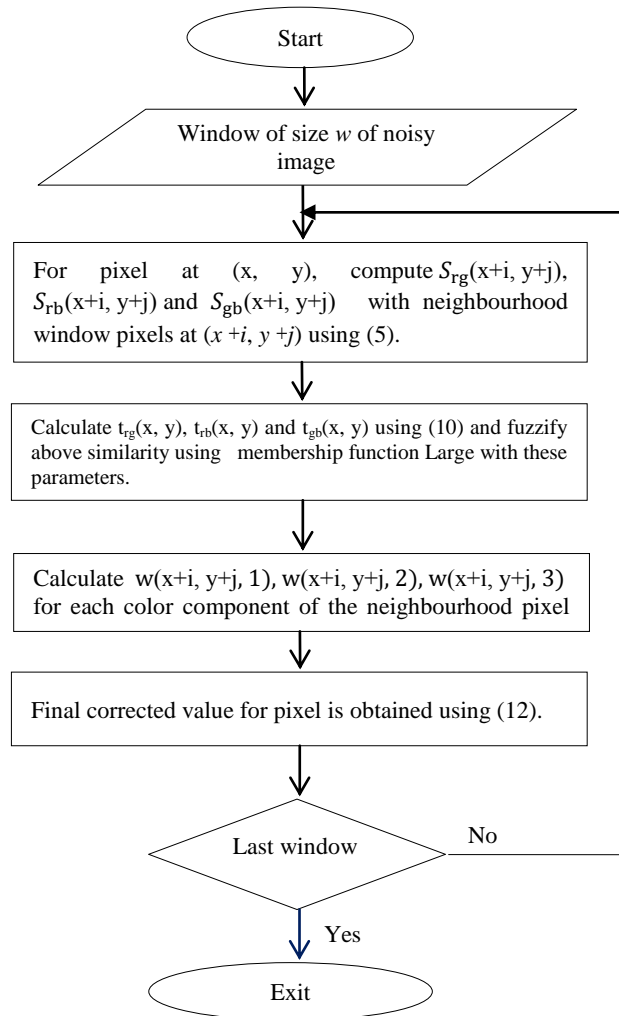 Start
Window of size w of noisy
image
For pixel at (x, y), compute S_rg(x+i, y+j),
S_rb(x+i, y+j) and S_gb(x+i, y+j) with neighbourhood
window pixels at (x +i, y +j) using (5).
Calculate t_rg(x, y), t_rb(x, y) and t_gb(x, y) using (10) and fuzzify
above similarity using membership function Large with these
parameters.
Calculate w(x+i, y+j, 1), w(x+i, y+j, 2), w(x+i, y+j, 3)
for each color component of the neighbourhood pixel
Final corrected value for pixel is obtained using (12).
Last window
No
Yes
Exit